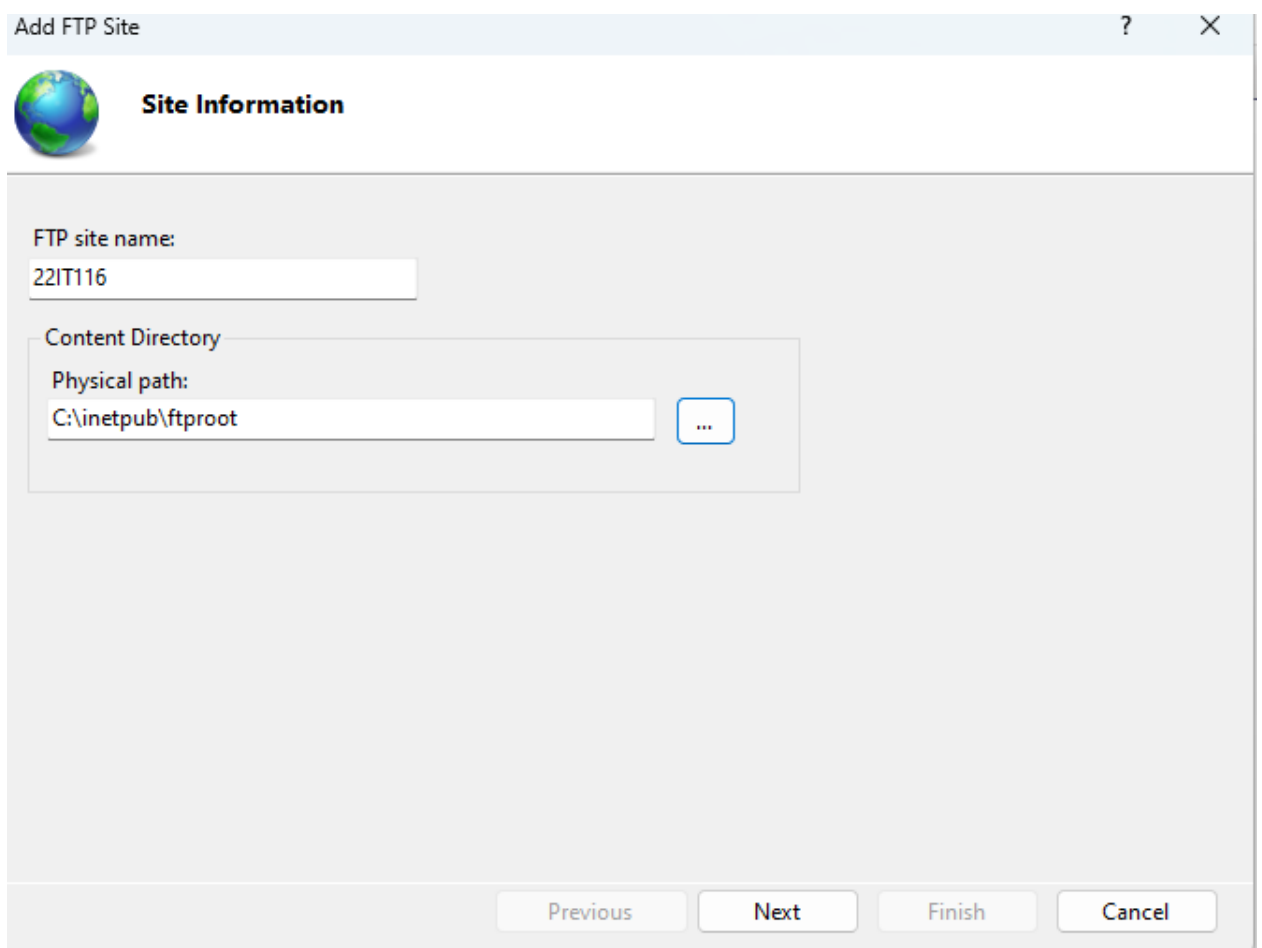 Add FTP Site
?
Site Information
FTP site name:
22IT116
Content Directory
Physical path:
C:\inetpub\ftproot
...
Previous Next Finish Cancel